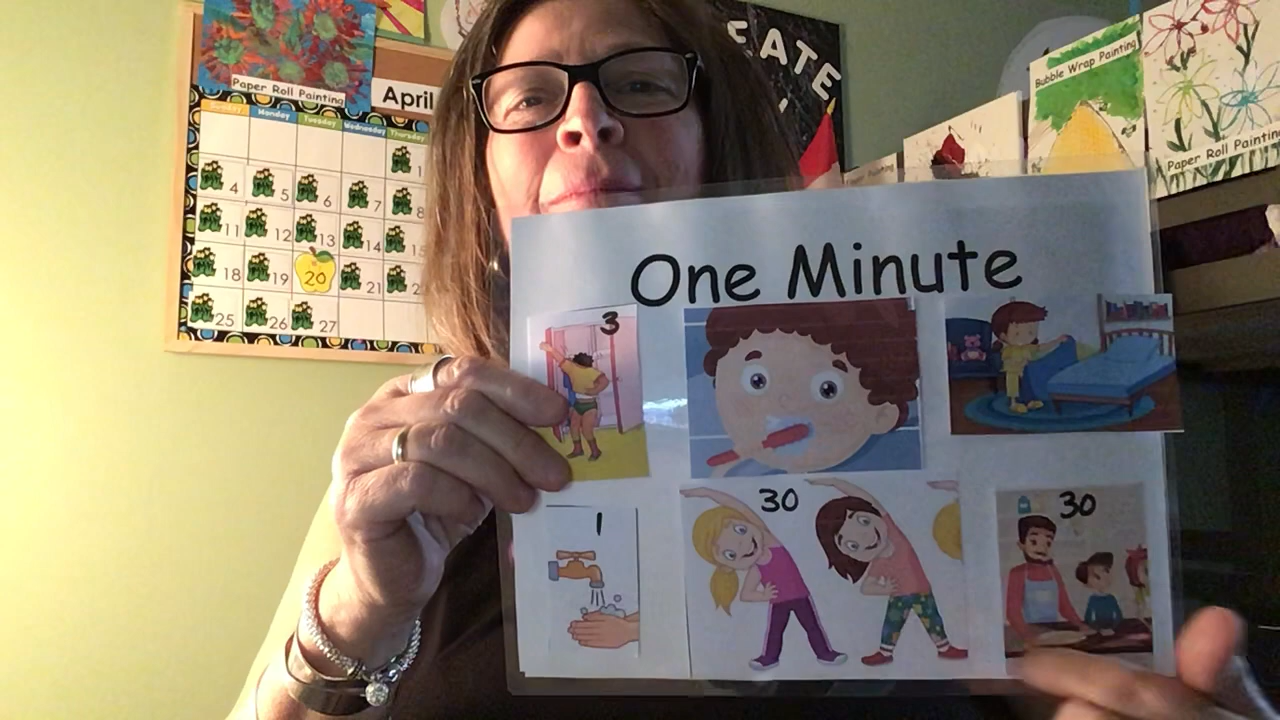 EATE
Paper Roll Painting
April
Sunday Monday Tuesday Wednesday Thursday
1
4 5 6 7 8
11 12 13 14 15
18 19 20 21
25 26 27
Bubble Wrap Painting
Paper Roll Painting
Painting
One Minute
3
1
30
30